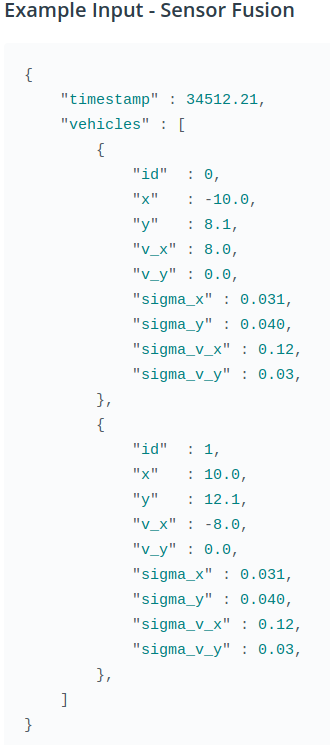 Example Input - Sensor Fusion
{
    "timestamp" : 34512.21,
    "vehicles" : [
        {
            "id"  : 0,
            "x"   : -10.0,
            "y"   : 8.1,
            "v_x" : 8.0,
            "v_y" : 0.0,
            "sigma_x" : 0.031,
            "sigma_y" : 0.040,
            "sigma_v_x" : 0.12,
            "sigma_v_y" : 0.03,
        },
        {
            "id"  : 1,
            "x"   : 10.0,
            "y"   : 12.1,
            "v_x" : -8.0,
            "v_y" : 0.0,
            "sigma_x" : 0.031,
            "sigma_y" : 0.040,
            "sigma_v_x" : 0.12,
            "sigma_v_y" : 0.03,
        },
    ]
}